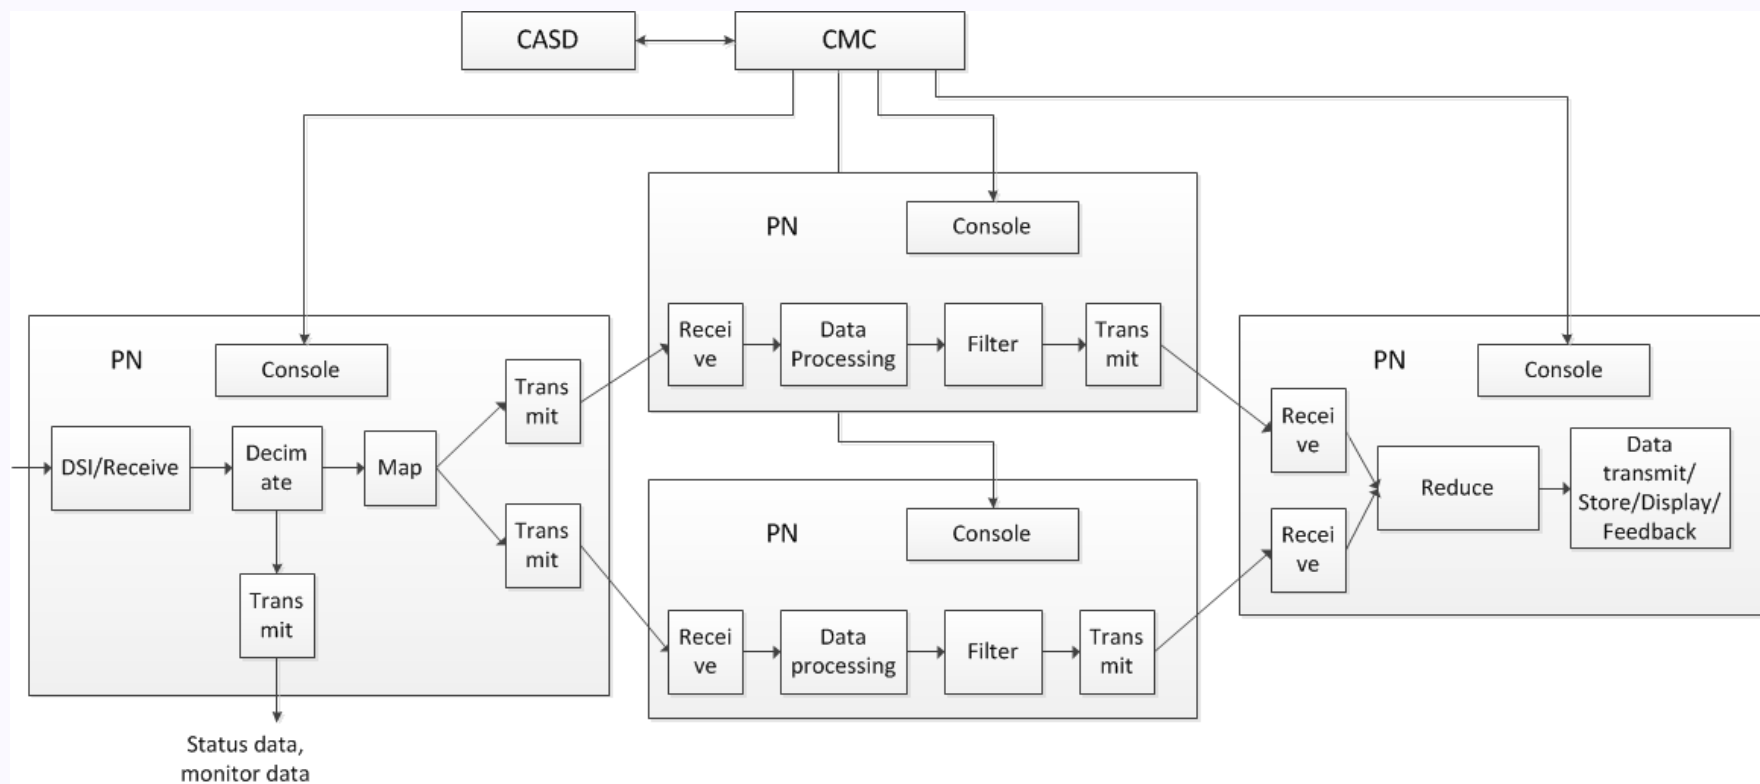 CASD
CMC
PN
Console
Recei
ve
Data
Processing
Filter
Trans
mit
PN
Console
DSI/Receive
Decim
ate
Map
Trans
mit
Trans
mit
Trans
mit
Status data,
monitor data
PN
Console
Recei
ve
Data
processing
Filter
Trans
mit
PN
Console
Recei
ve
Recei
ve
Reduce
Data
transmit/
Store/Display/
Feedback